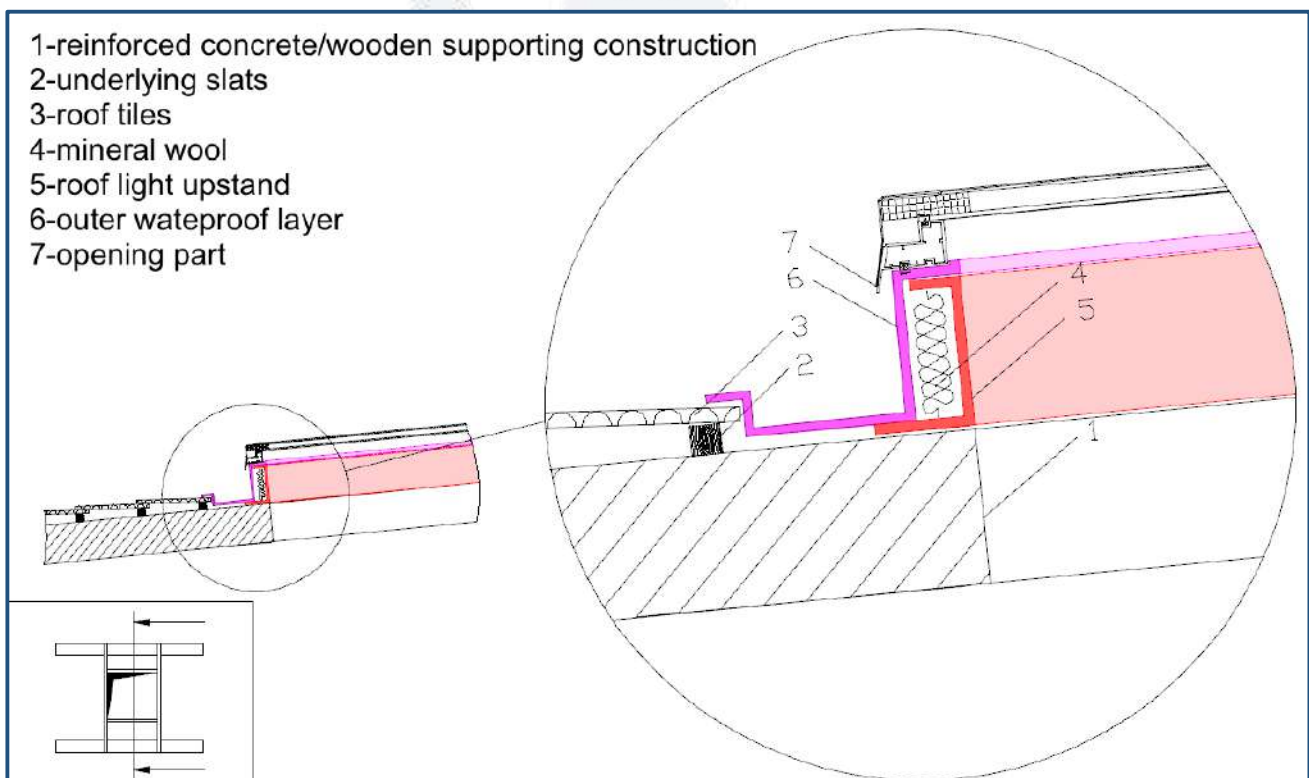 1-reinforced concrete/wooden supporting construction
2-underlying slats
3-roof tiles
4-mineral wool
5-roof light upstand
6-outer wateproof layer
7-opening part
7
6
4
5
3
2
1